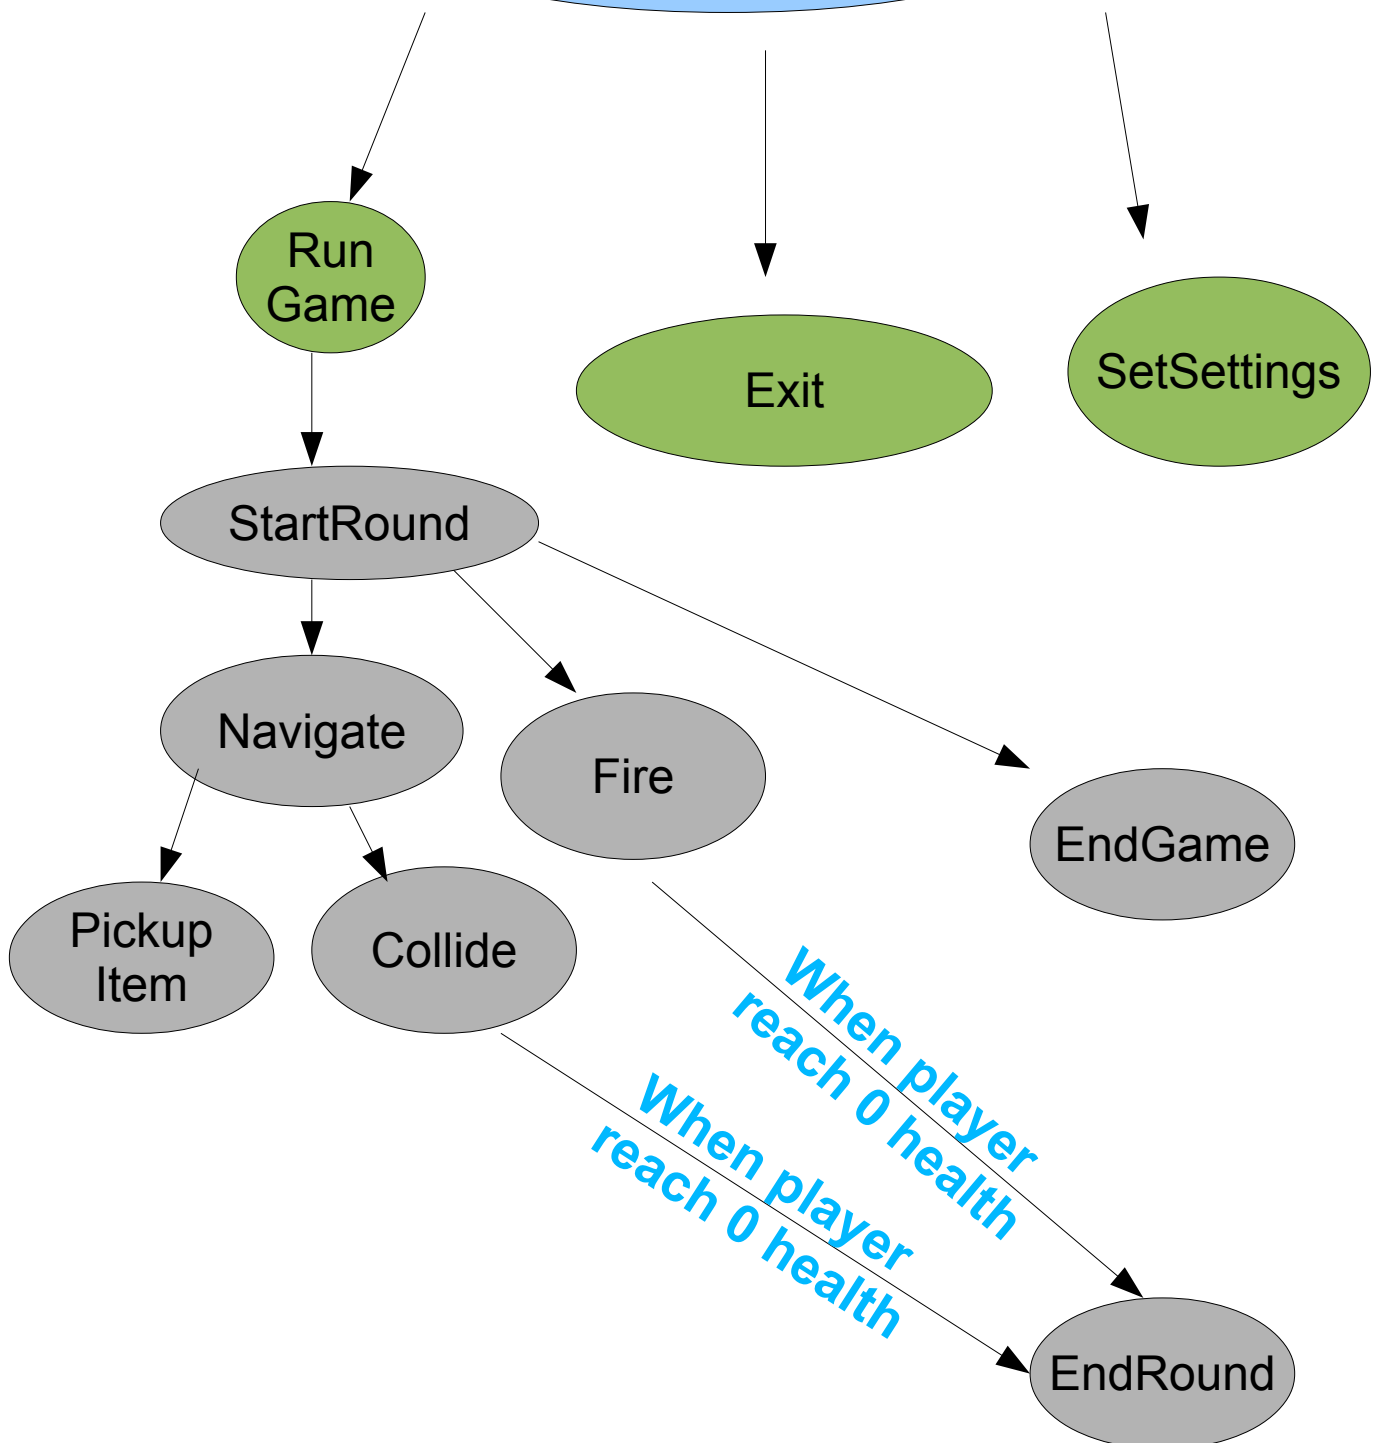 Run
Game
Exit
SetSettings
StartRound
Navigate
Fire
EndGame
Pickup
Item
Collide
When player
reach 0 health
When player
reach 0 health
EndRound